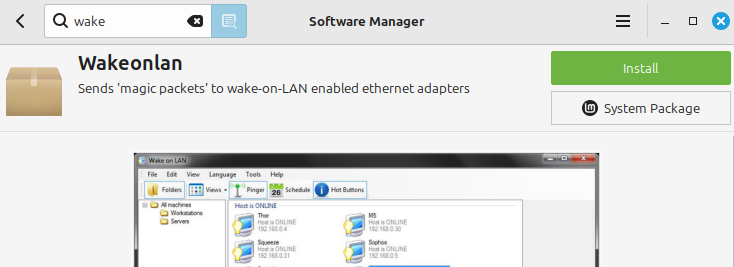 wake
Software Manager
Wakeonlan
Sends 'magic packets' to wake-on-LAN enabled ethernet adapters
Install
System Package
Wake on LAN
File Edit View Language Tools Help
Folders Views Pinger 26 Schedule Hot Buttons
All machines
Workstations
Servers
Host is ONLINE
Thor
Host is ONLINE
192.168.0.4
M5
Host is ONLINE
192.168.0.30
Squeeze
Host is ONLINE
192.168.0.31
Sophos
Host is ONLINE
192.168.0.5